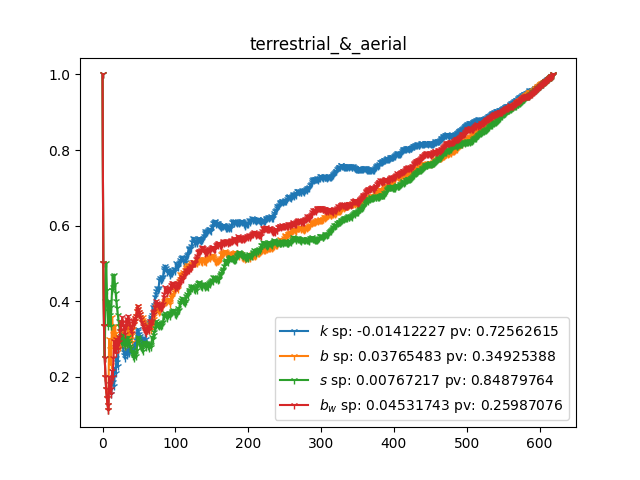 terrestrial_&_aerial
1.0
0.8
0.6
0.4
0.2
k sp: -0.01412227 pv: 0.72562615
b sp: 0.03765483 pv: 0.34925388
s sp: 0.00767217 pv: 0.84879764
b_w sp: 0.04531743 pv: 0.25987076
0 100 200 300 400 500 600